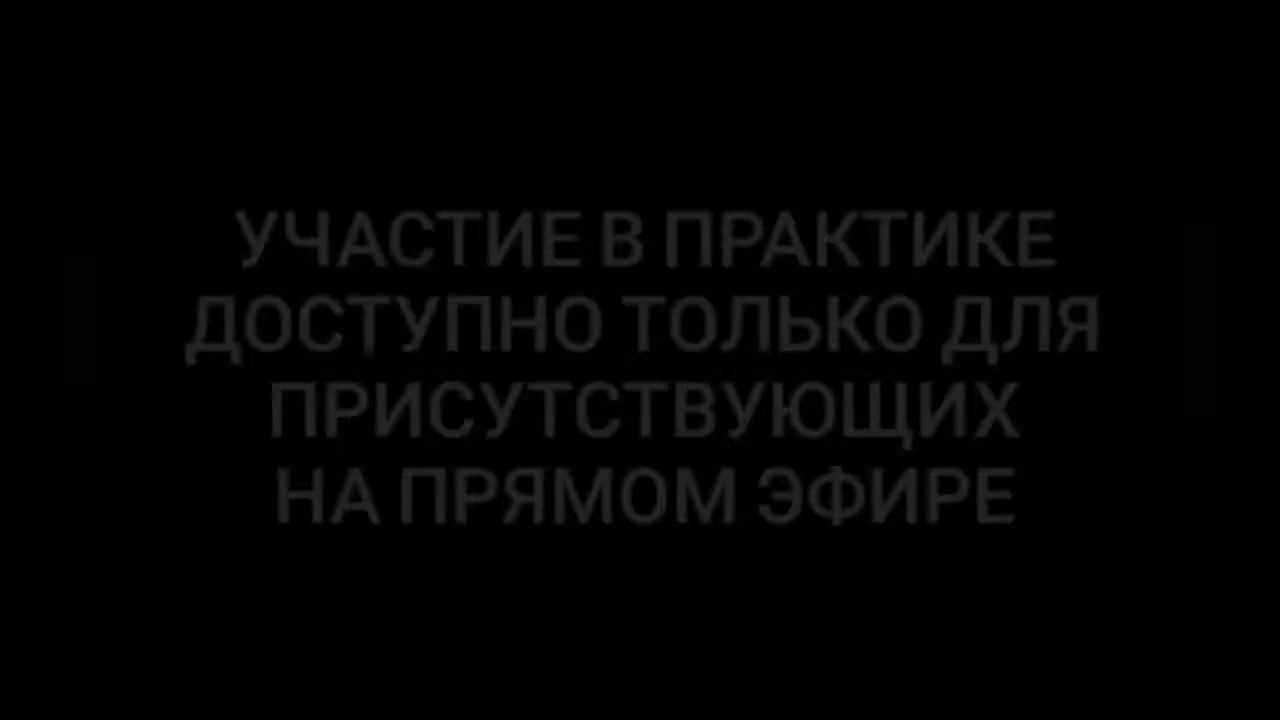 УЧАСТИЕ В ПРАКТИКЕ
ДОСТУПНО ТОЛЬКО ДЛЯ
ПРИСУТСТВУЮЩИХ
НА ПРЯМОМ ЭФИРЕ